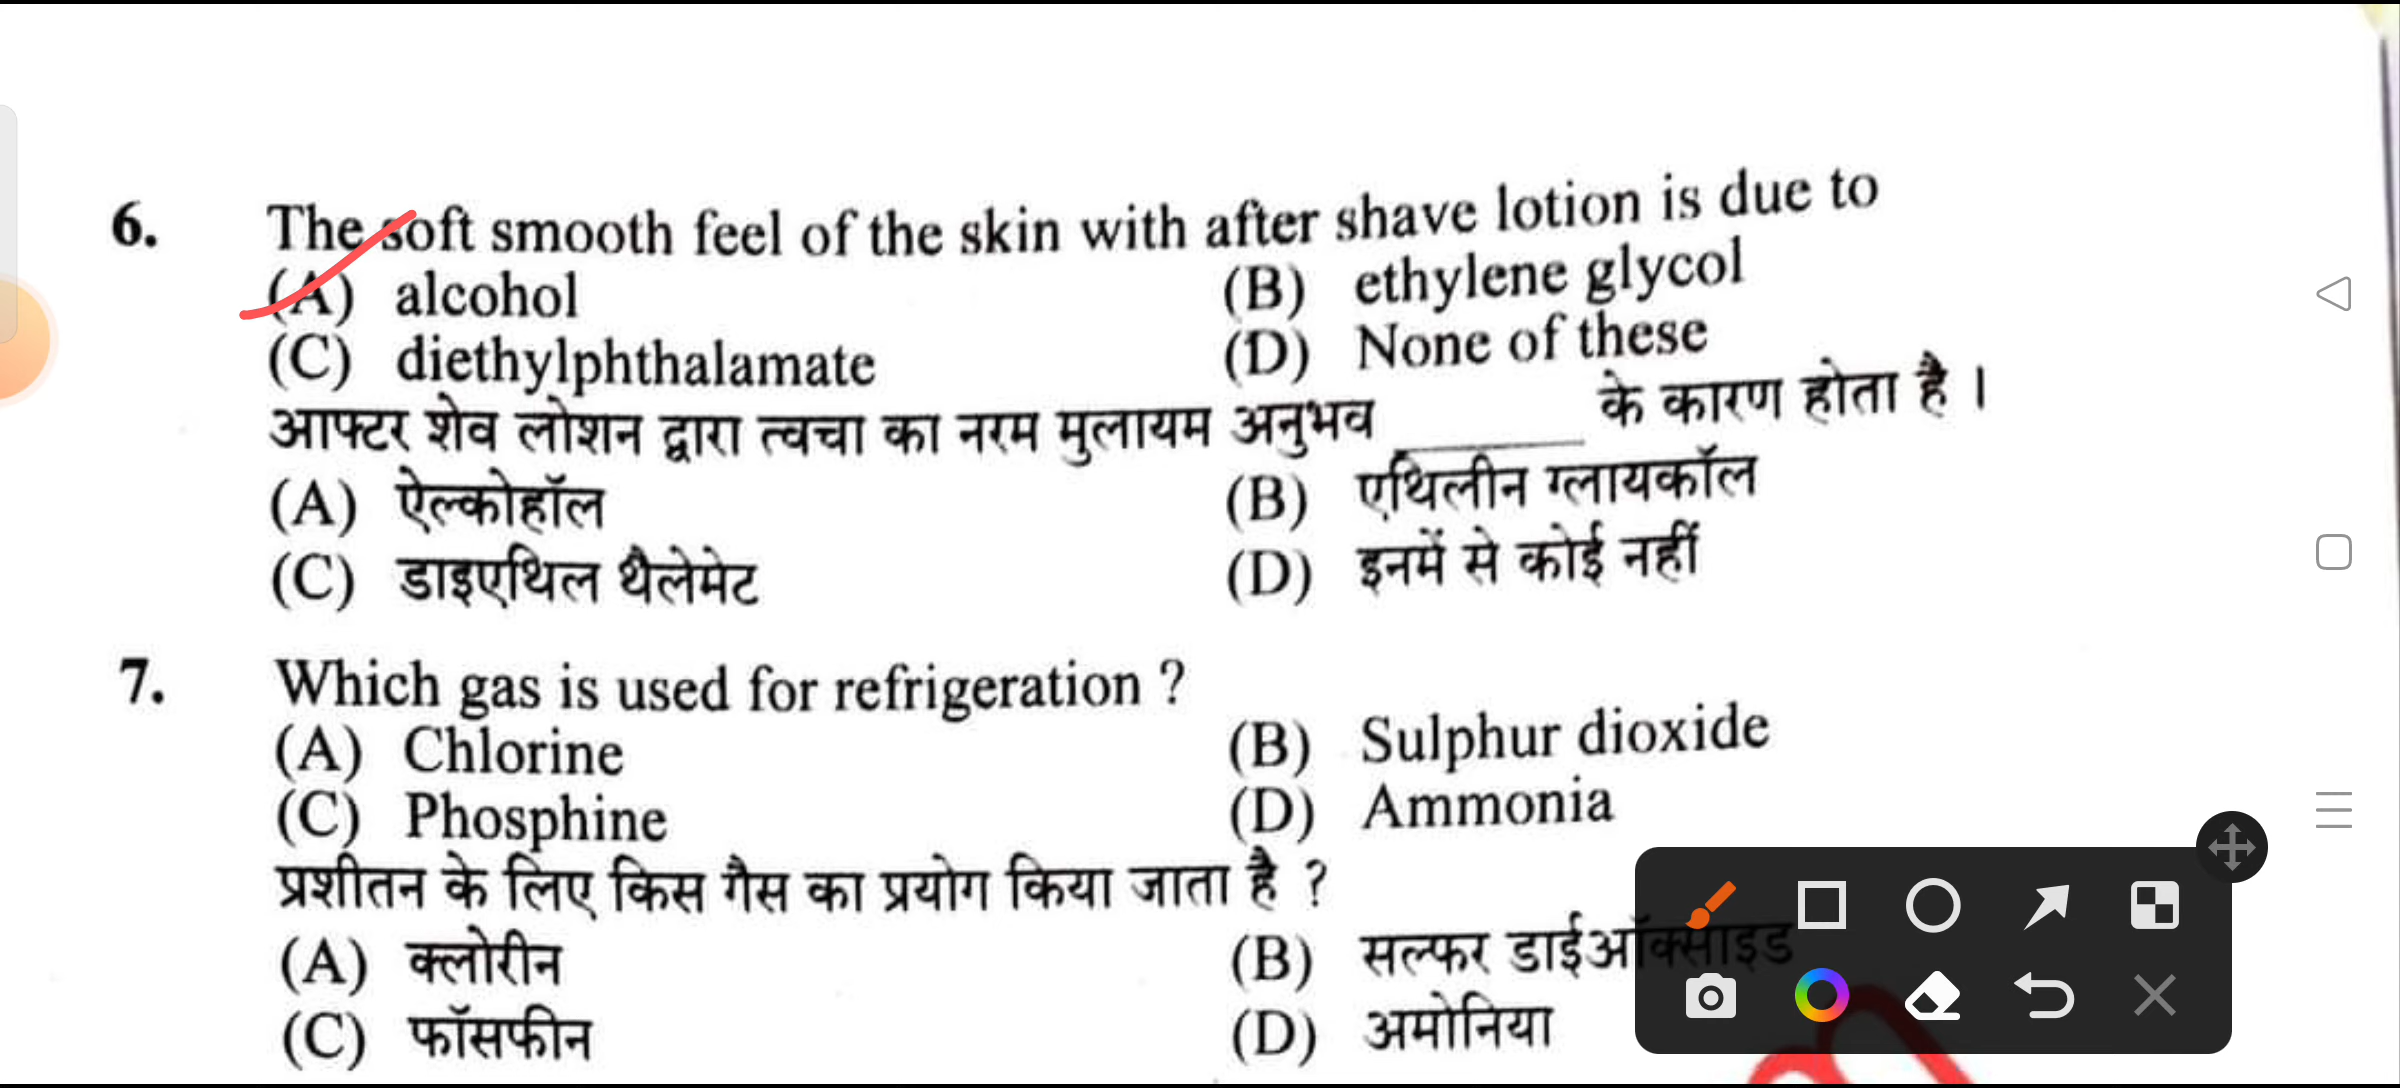 6. The soft smooth feel of the skin with after shave lotion is due to
(A) alcohol (B) ethylene glycol
(C) diethylphthalamate (D) None of these
आफ्टर शेव लोशन द्वारा त्वचा का नरम मुलायम अनुभव ________ के कारण होता है ।
(A) ऐल्कोहॉल (B) एथिलीन ग्लायकॉल
(C) डाइएथिल थैलेमेट (D) इनमें से कोई नहीं
7. Which gas is used for refrigeration ?
(A) Chlorine (B) Sulphur dioxide
(C) Phosphine (D) Ammonia
प्रशीतन के लिए किस गैस का प्रयोग किया जाता है ?
(A) क्लोरीन (B) सल्फर डाईऑक्साइड
(C) फॉसफीन (D) अमोनिया